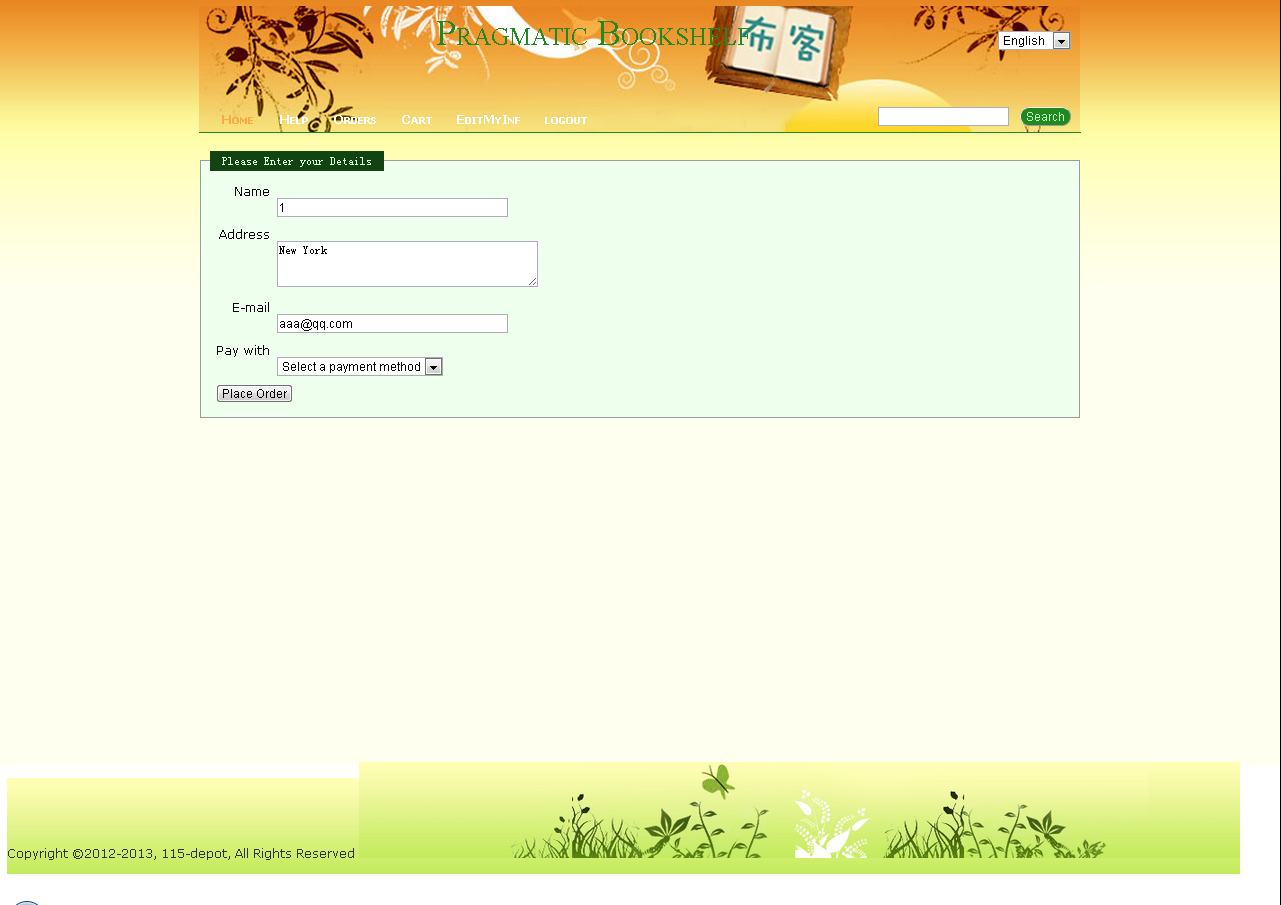 PRAGMATIC BOOKSHELF
布客
English
HOME HELP ORDERS CART EDITMYINF LOGOUT
Search
Please Enter your Details
Name
1
Address
New York
E-mail
aaa@qq.com
Pay with
Select a payment method
Place Order
Copyright ©2012-2013, 115-depot, All Rights Reserved